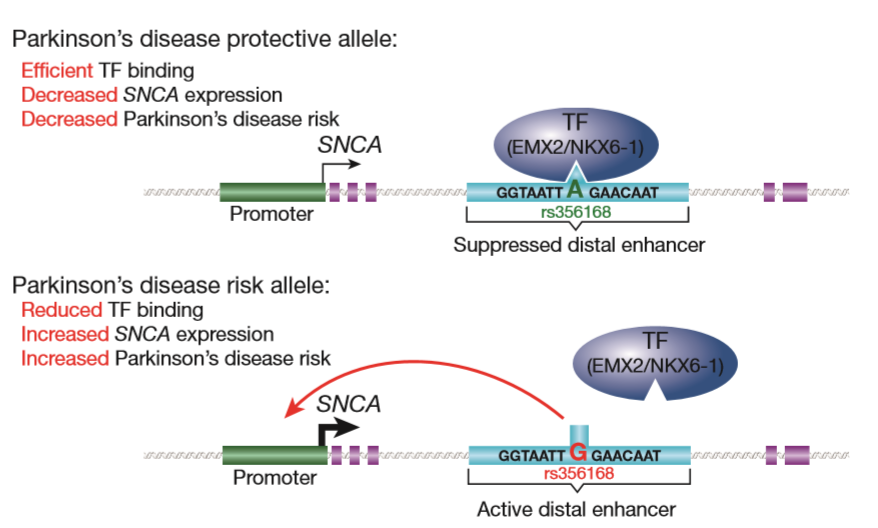 Parkinson's disease protective allele:
Efficient TF binding
Decreased SNCA expression
Decreased Parkinson's disease risk
SNCA
TF
(EMX2/NKX6-1)
GGTAATT A GAACAAT
Promoter
rs356168
Suppressed distal enhancer
Parkinson's disease risk allele:
Reduced TF binding
Increased SNCA expression
Increased Parkinson's disease risk
TF
(EMX2/NKX6-1)
SNCA
GGTAATT G GAACAAT
Promoter
rs356168
Active distal enhancer